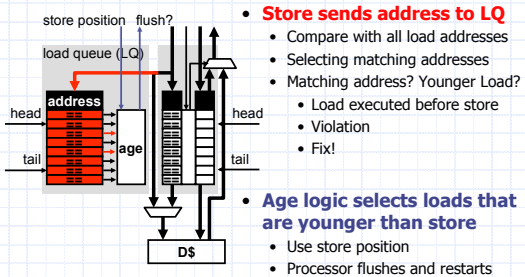 store position flush?
load queue (LQ)
address
head
age
head
tail
tail
D$
• Store sends address to LQ
• Compare with all load addresses
• Selecting matching addresses
• Matching address? Younger Load?
• Load executed before store
• Violation
• Fix!
• Age logic selects loads that
are younger than store
• Use store position
• Processor flushes and restarts